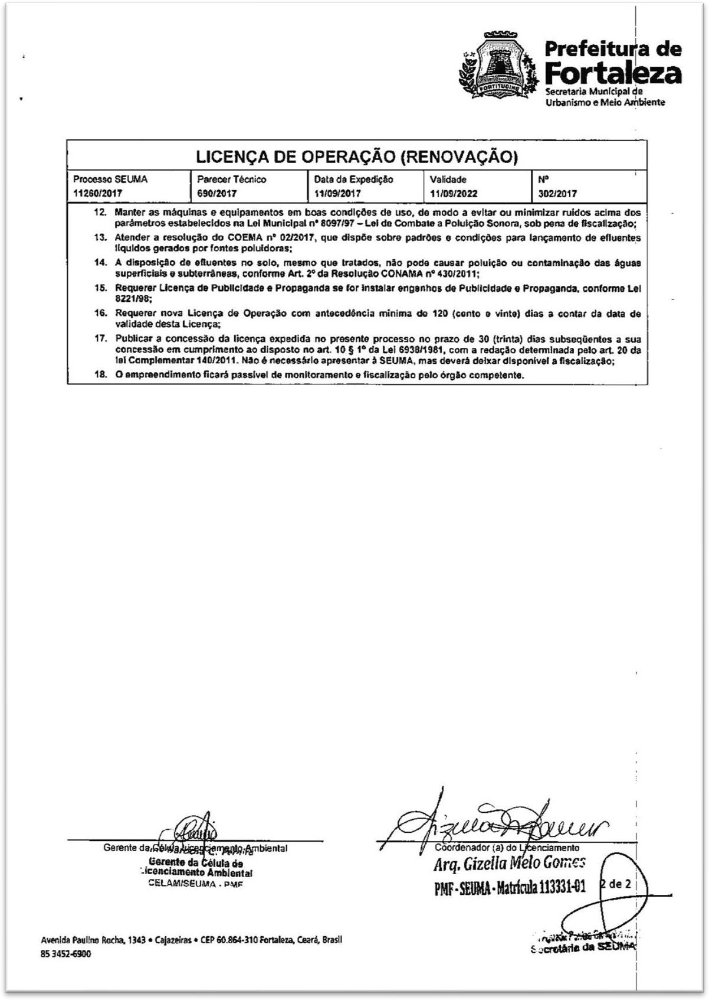 FORTITUDINE
Prefeitura de
Fortaleza
Secretaria Municipal de
Urbanismo e Meio Ambiente
LICENÇA DE OPERAÇÃO (RENOVAÇÃO)
Processo SEUMA Parecer Técnico Data da Expedição Validade Nº
11260/2017 690/2017 11/09/2017 11/09/2022 302/2017
12. Manter as máquinas e equipamentos em boas condições de uso, de modo a evitar ou minimizar ruídos acima dos
parâmetros estabelecidos na Lei Municipal nº 8097/97 – Lei de Combate a Poluição Sonora, sob pena de fiscalização;
13. Atender a resolução do COEMA nº 02/2017, que dispõe sobre padrões e condições para lançamento de efluentes
líquidos gerados por fontes poluidoras;
14. A disposição de efluentes no solo, mesmo que tratados, não pode causar poluição ou contaminação das águas
superficiais e subterrâneas, conforme Art. 2º da Resolução CONAMA nº 430/2011;
15. Requerer Licença de Publicidade e Propaganda se for instalar engenhos de Publicidade e Propaganda, conforme Lei
8221/98;
16. Requerer nova Licença de Operação com antecedência mínima de 120 (cento e vinte) dias a contar da data de
validade desta Licença;
17. Publicar a concessão da licença expedida no presente processo no prazo de 30 (trinta) dias subseqüentes a sua
concessão em cumprimento ao disposto no art. 10 § 1º da Lei 6938/1981, com a redação determinada pelo art. 20 da
lei Complementar 140/2011. Não é necessário apresentar à SEUMA, mas deverá deixar disponível a fiscalização;
18. O empreendimento ficará passível de monitoramento e fiscalização pelo órgão competente.
Gerente da Célula Licenciamento Ambiental
Gerente da Célula de
Licenciamento Ambiental
CELAM/SEUMA - PMF
Coordenador (a) do Licenciamento
Arq. Gizella Melo Gomes
PMF - SEUMA - Matrícula 113331-01
2 de 2
Secretária da SEUMA
Avenida Paulino Rocha, 1343 • Cajazeiras • CEP 60.864-310 Fortaleza, Ceará, Brasil
85 3452-6900